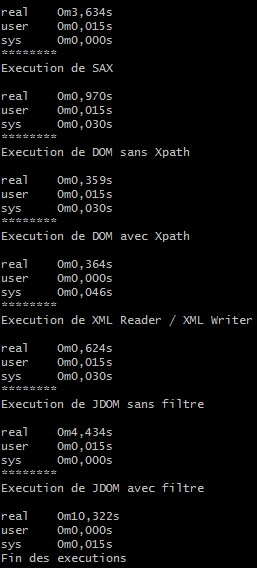 real    0m3,634s
user    0m0,015s
sys     0m0,000s
********
Execution de SAX
real    0m0,970s
user    0m0,015s
sys     0m0,030s
********
Execution de DOM sans Xpath
real    0m0,359s
user    0m0,015s
sys     0m0,030s
********
Execution de DOM avec Xpath
real    0m0,364s
user    0m0,000s
sys     0m0,046s
********
Execution de XML Reader / XML Writer
real    0m0,624s
user    0m0,015s
sys     0m0,030s
********
Execution de JDOM sans filtre
real    0m4,434s
user    0m0,015s
sys     0m0,000s
********
Execution de JDOM avec filtre
real    0m10,322s
user    0m0,000s
sys     0m0,015s
Fin des executions